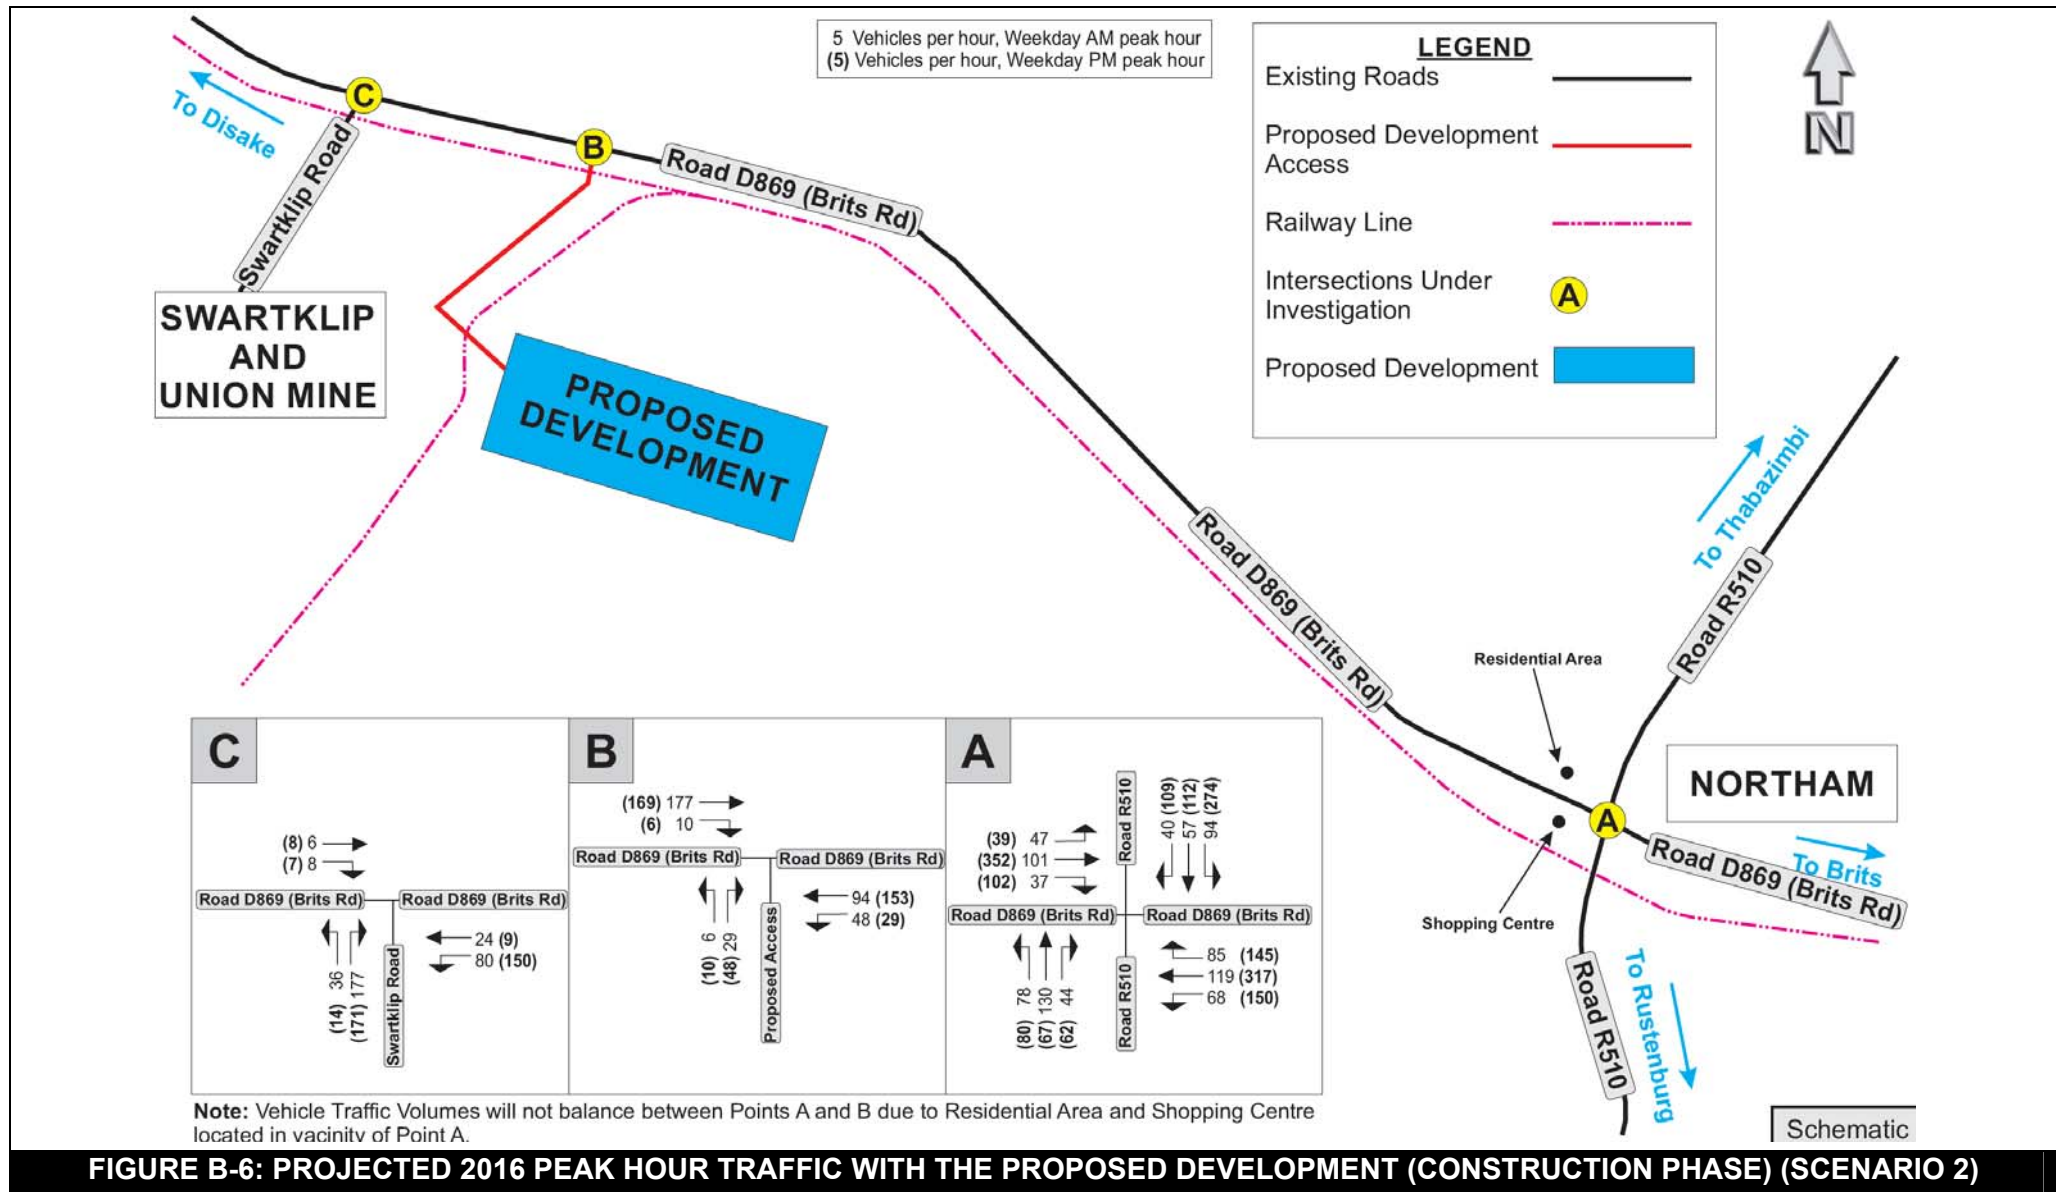 5 Vehicles per hour, Weekday AM peak hour
(5) Vehicles per hour, Weekday PM peak hour
LEGEND
Existing Roads
Proposed Development
Access
Railway Line
Intersections Under
Investigation
A
Proposed Development
N
C
B
To Disake
Swartklip Road
Road D869 (Brits Rd)
SWARTKLIP
AND
UNION MINE
PROPOSED
DEVELOPMENT
Road D869 (Brits Rd)
To Thabazimbi
Road R510
Residential Area
NORTHAM
A
Road D869 (Brits Rd)
To Brits
Shopping Centre
Road R510
To Rustenburg
C
(8) 6
(7) 8
Road D869 (Brits Rd)
Road D869 (Brits Rd)
24 (9)
80 (150)
(14) 36
(171) 177
Swartklip Road
B
(169) 177
(6) 10
Road D869 (Brits Rd)
Road D869 (Brits Rd)
94 (153)
48 (29)
(10) 6
(48) 29
Proposed Access
A
Road R510
40 (109)
57 (112)
94 (274)
(39) 47
(352) 101
(102) 37
Road D869 (Brits Rd)
Road D869 (Brits Rd)
85 (145)
119 (317)
68 (150)
(80) 78
(67) 130
(62) 44
Road R510
Note: Vehicle Traffic Volumes will not balance between Points A and B due to Residential Area and Shopping Centre
located in vacinity of Point A.
Schematic
FIGURE B-6: PROJECTED 2016 PEAK HOUR TRAFFIC WITH THE PROPOSED DEVELOPMENT (CONSTRUCTION PHASE) (SCENARIO 2)